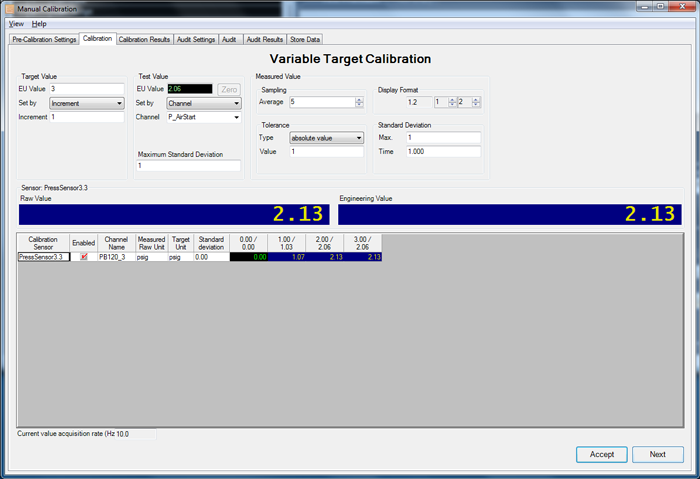 Manual Calibration
View Help
Pre-Calibration Settings Calibration Calibration Results Audit Settings Audit Audit Results Store Data
Variable Target Calibration
Target Value Test Value Measured Value
EU Value 3 EU Value 2.06 Zero Sampling Display Format
Set by Increment Set by Channel Average 5 1.2 1 2
Increment 1 Channel P_AirStart
Tolerance Standard Deviation
Type absolute value Max. 1
Maximum Standard Deviation Value 1 Time 1.000
1
Sensor: PressSensor3.3
Raw Value Engineering Value
2.13 2.13
Calibration Sensor Enabled Channel Name Measured Raw Unit Target Unit Standard deviation 0.00 / 0.00 1.00 / 1.03 2.00 / 2.06 3.00 / 2.06
PressSensor3.3 PB120_3 psig psig 0.00 0.00 1.07 2.13 2.13
Current value acquisition rate (Hz 10.0
Accept Next